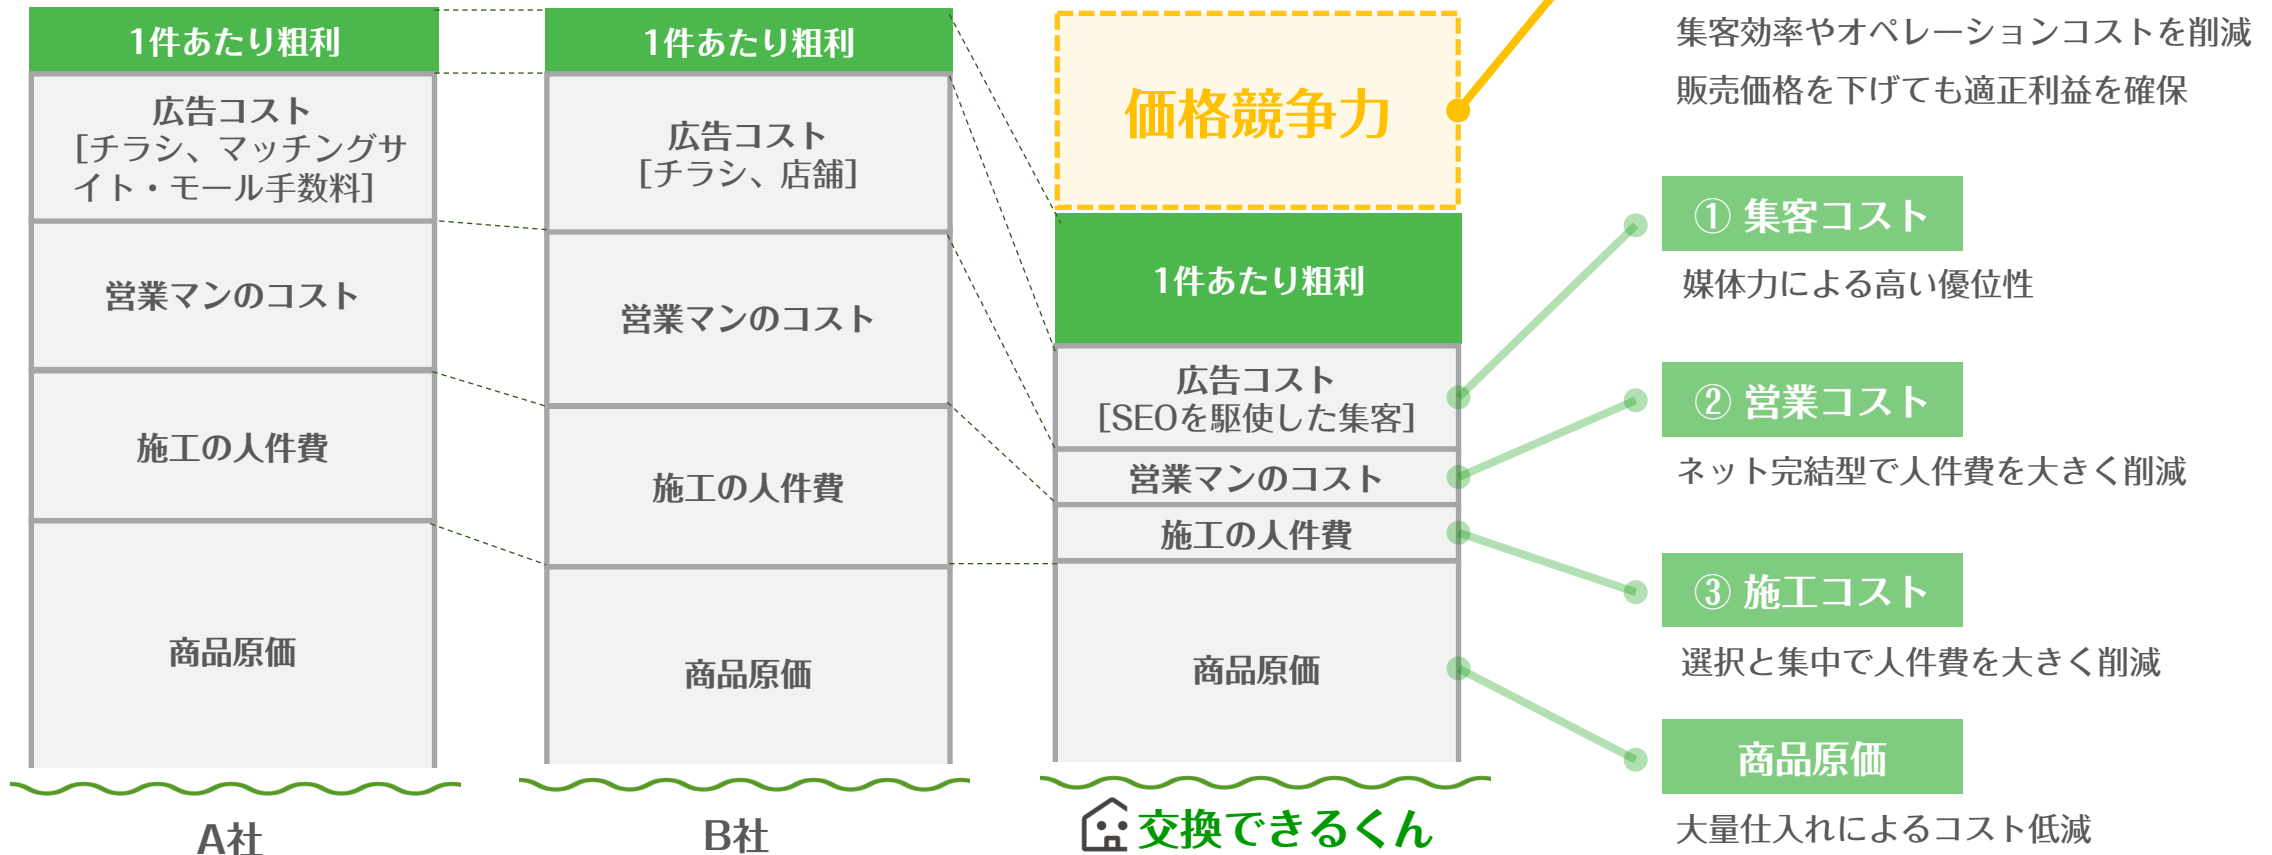 1件あたり粗利
広告コスト
[チラシ、マッチングサ
イト・モール手数料]
営業マンのコスト
施工の人件費
商品原価
A社
1件あたり粗利
広告コスト
[チラシ、店舗]
営業マンのコスト
施工の人件費
商品原価
B社
価格競争力
1件あたり粗利
広告コスト
[SEOを駆使した集客]
営業マンのコスト
施工の人件費
商品原価
交換できるくん
集客効率やオペレーションコストを削減
販売価格を下げても適正利益を確保
① 集客コスト
媒体力による高い優位性
② 営業コスト
ネット完結型で人件費を大きく削減
③ 施工コスト
選択と集中で人件費を大きく削減
商品原価
大量仕入れによるコスト低減